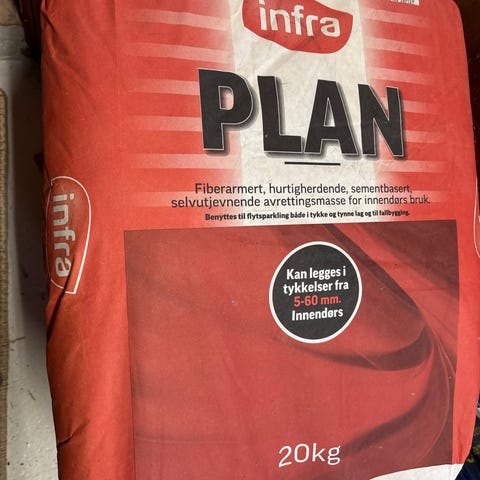 infra
PLAN
Fiberarmert, hurtigherdende, sementbasert,
selvutjevnende avrettingsmasse for innendørs bruk.
Benyttes til flytsparkling både i tykke og tynne lag og til fallbygging.
infra
Kan legges i
tykkelser fra
5-60 mm.
Innendørs
20kg